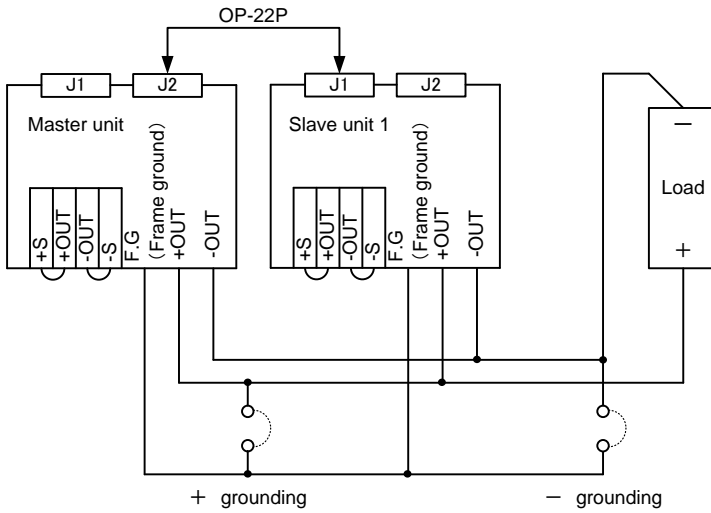 OP-22P
J1
J2
J1
J2
Master unit
Slave unit 1
+S
+OUT
-OUT
-S
F.G
(Frame ground)
+OUT
-OUT
+S
+OUT
-OUT
-S
F.G
(Frame ground)
+OUT
-OUT
−
Load
+
+ grounding
− grounding